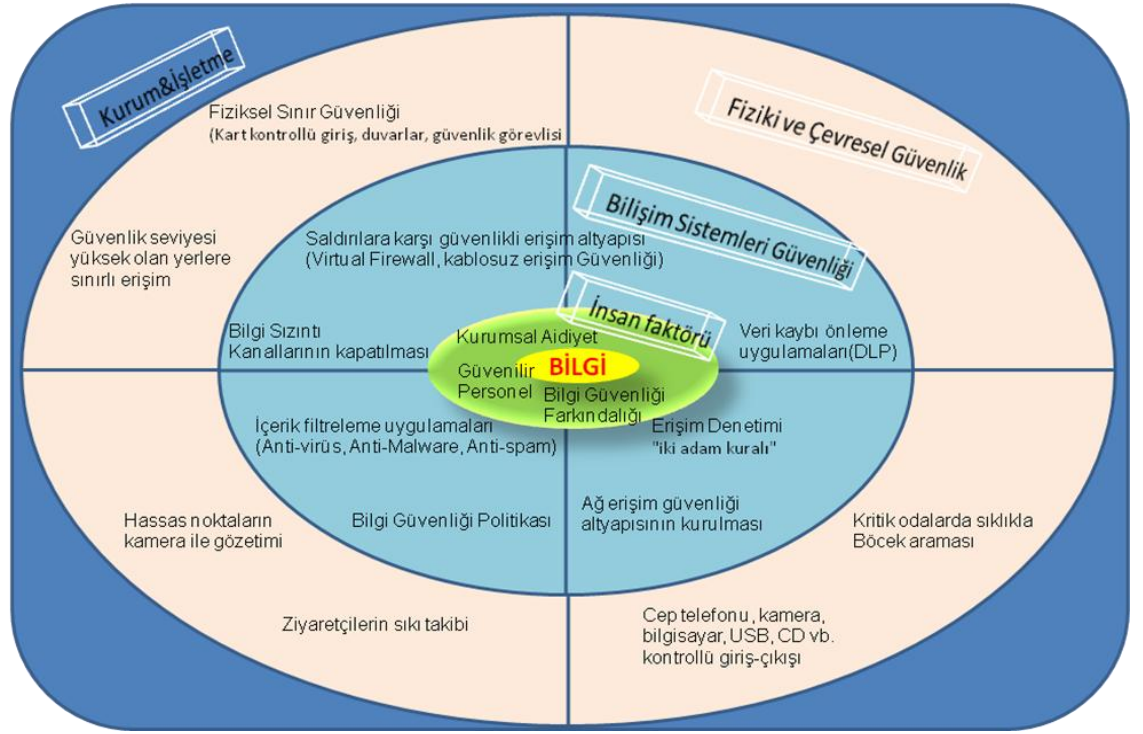 Kurum&İşletme
Fiziksel Sınır Güvenliği
(Kart kontrollü giriş, duvarlar, güvenlik görevlisi
Fiziki ve Çevresel Güvenlik
Bilişim Sistemleri Güvenliği
Güvenlik seviyesi
yüksek olan yerlere
sınırlı erişim
Saldırılara karşı güvenlikli erişim altyapısı
(Virtual Firewall, kablosuz erişim Güvenliği)
İnsan faktörü
Bilgi Sızıntı
Kanallarının kapatılması
Kurumsal Aidiyet
Veri kaybı önleme
uygulamaları(DLP)
BİLGİ
Güvenilir
Personel
Bilgi Güvenliği
Farkındalığı
İçerik filtreleme uygulamaları
(Anti-virüs, Anti-Malware, Anti-spam)
Erişim Denetimi
"iki adam kuralı"
Hassas noktaların
kamera ile gözetimi
Bilgi Güvenliği Politikası
Ağ erişim güvenliği
altyapısının kurulması
Kritik odalarda sıklıkla
Böcek araması
Ziyaretçilerin sıkı takibi
Cep telefonu, kamera,
bilgisayar, USB, CD vb.
kontrollü giriş-çıkışı